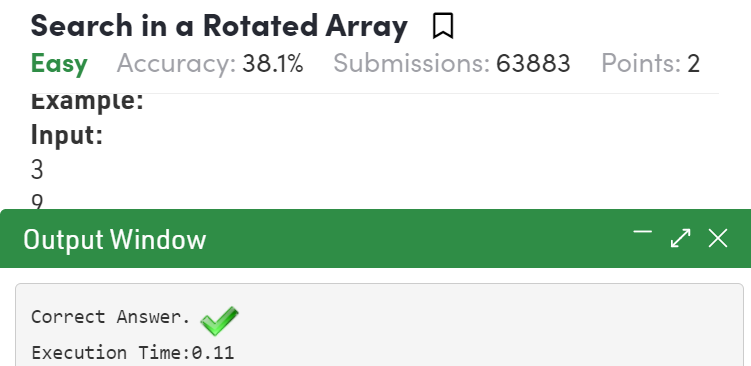 Search in a Rotated Array
Easy Accuracy: 38.1% Submissions: 63883 Points: 2
Example:
Input:
3
9
Output Window
Correct Answer.
Execution Time:0.11